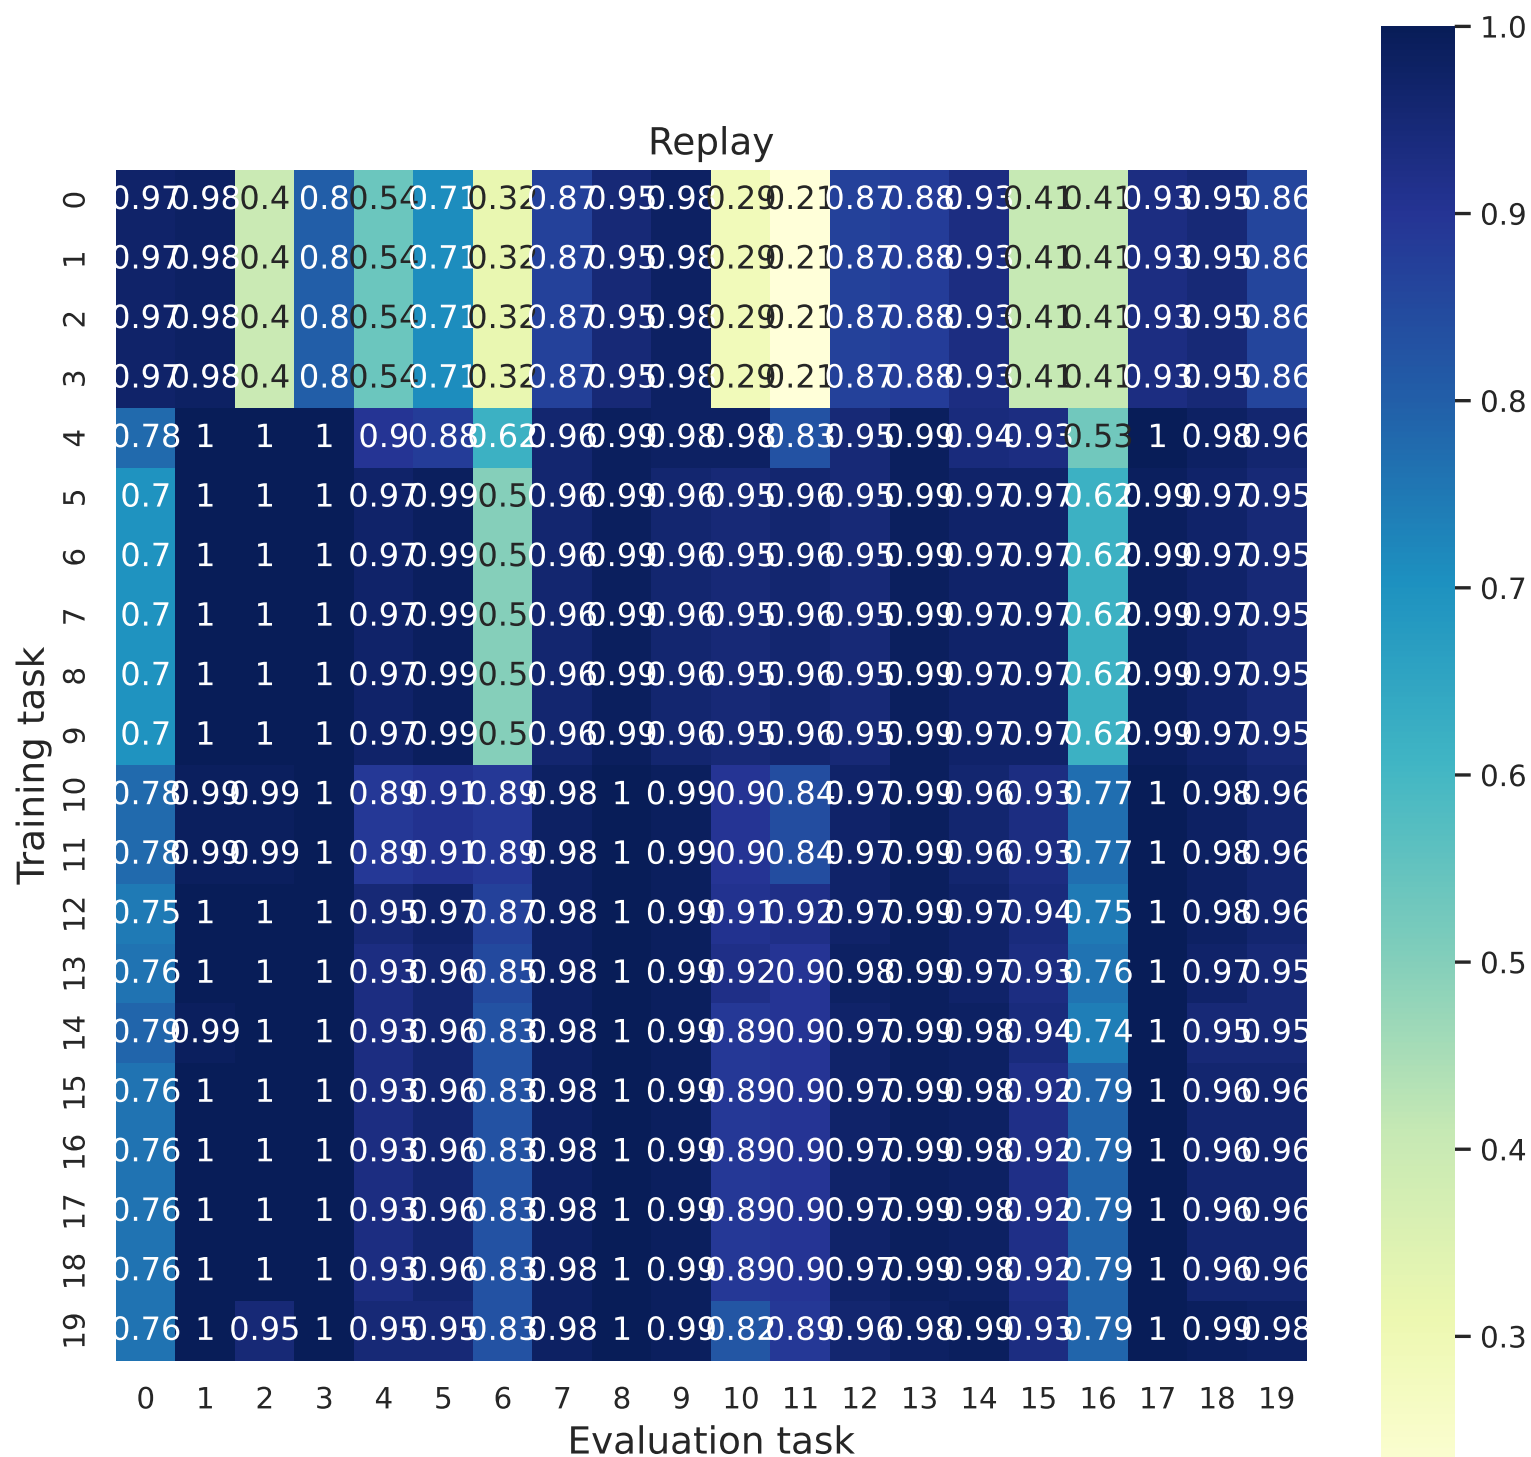 Replay
0 0.97 0.98 0.4 0.8 0.54 0.71 0.32 0.87 0.95 0.98 0.29 0.21 0.87 0.88 0.93 0.41 0.41 0.93 0.95 0.86
1 0.97 0.98 0.4 0.8 0.54 0.71 0.32 0.87 0.95 0.98 0.29 0.21 0.87 0.88 0.93 0.41 0.41 0.93 0.95 0.86
2 0.97 0.98 0.4 0.8 0.54 0.71 0.32 0.87 0.95 0.98 0.29 0.21 0.87 0.88 0.93 0.41 0.41 0.93 0.95 0.86
3 0.97 0.98 0.4 0.8 0.54 0.71 0.32 0.87 0.95 0.98 0.29 0.21 0.87 0.88 0.93 0.41 0.41 0.93 0.95 0.86
4 0.78 1 1 1 0.9 0.88 0.62 0.96 0.99 0.98 0.98 0.83 0.95 0.99 0.94 0.93 0.53 1 0.98 0.96
5 0.7 1 1 1 0.97 0.99 0.5 0.96 0.99 0.96 0.95 0.96 0.95 0.99 0.97 0.97 0.62 0.99 0.97 0.95
6 0.7 1 1 1 0.97 0.99 0.5 0.96 0.99 0.96 0.95 0.96 0.95 0.99 0.97 0.97 0.62 0.99 0.97 0.95
7 0.7 1 1 1 0.97 0.99 0.5 0.96 0.99 0.96 0.95 0.96 0.95 0.99 0.97 0.97 0.62 0.99 0.97 0.95
8 0.7 1 1 1 0.97 0.99 0.5 0.96 0.99 0.96 0.95 0.96 0.95 0.99 0.97 0.97 0.62 0.99 0.97 0.95
9 0.7 1 1 1 0.97 0.99 0.5 0.96 0.99 0.96 0.95 0.96 0.95 0.99 0.97 0.97 0.62 0.99 0.97 0.95
10 0.78 0.99 0.99 1 0.89 0.91 0.89 0.98 1 0.99 0.9 0.84 0.97 0.99 0.96 0.93 0.77 1 0.98 0.96
11 0.78 0.99 0.99 1 0.89 0.91 0.89 0.98 1 0.99 0.9 0.84 0.97 0.99 0.96 0.93 0.77 1 0.98 0.96
12 0.75 1 1 1 0.95 0.97 0.87 0.98 1 0.99 0.91 0.92 0.97 0.99 0.97 0.94 0.75 1 0.98 0.96
13 0.76 1 1 1 0.93 0.96 0.85 0.98 1 0.99 0.92 0.9 0.98 0.99 0.97 0.93 0.76 1 0.97 0.95
14 0.79 0.99 1 1 0.93 0.96 0.83 0.98 1 0.99 0.89 0.9 0.97 0.99 0.98 0.94 0.74 1 0.95 0.95
15 0.76 1 1 1 0.93 0.96 0.83 0.98 1 0.99 0.89 0.9 0.97 0.99 0.98 0.92 0.79 1 0.96 0.96
16 0.76 1 1 1 0.93 0.96 0.83 0.98 1 0.99 0.89 0.9 0.97 0.99 0.98 0.92 0.79 1 0.96 0.96
17 0.76 1 1 1 0.93 0.96 0.83 0.98 1 0.99 0.89 0.9 0.97 0.99 0.98 0.92 0.79 1 0.96 0.96
18 0.76 1 1 1 0.93 0.96 0.83 0.98 1 0.99 0.89 0.9 0.97 0.99 0.98 0.92 0.79 1 0.96 0.96
19 0.76 1 0.95 1 0.95 0.95 0.83 0.98 1 0.99 0.82 0.89 0.96 0.98 0.99 0.93 0.79 1 0.99 0.98
0 1 2 3 4 5 6 7 8 9 10 11 12 13 14 15 16 17 18 19
Evaluation task
Training task
1.0
0.9
0.8
0.7
0.6
0.5
0.4
0.3